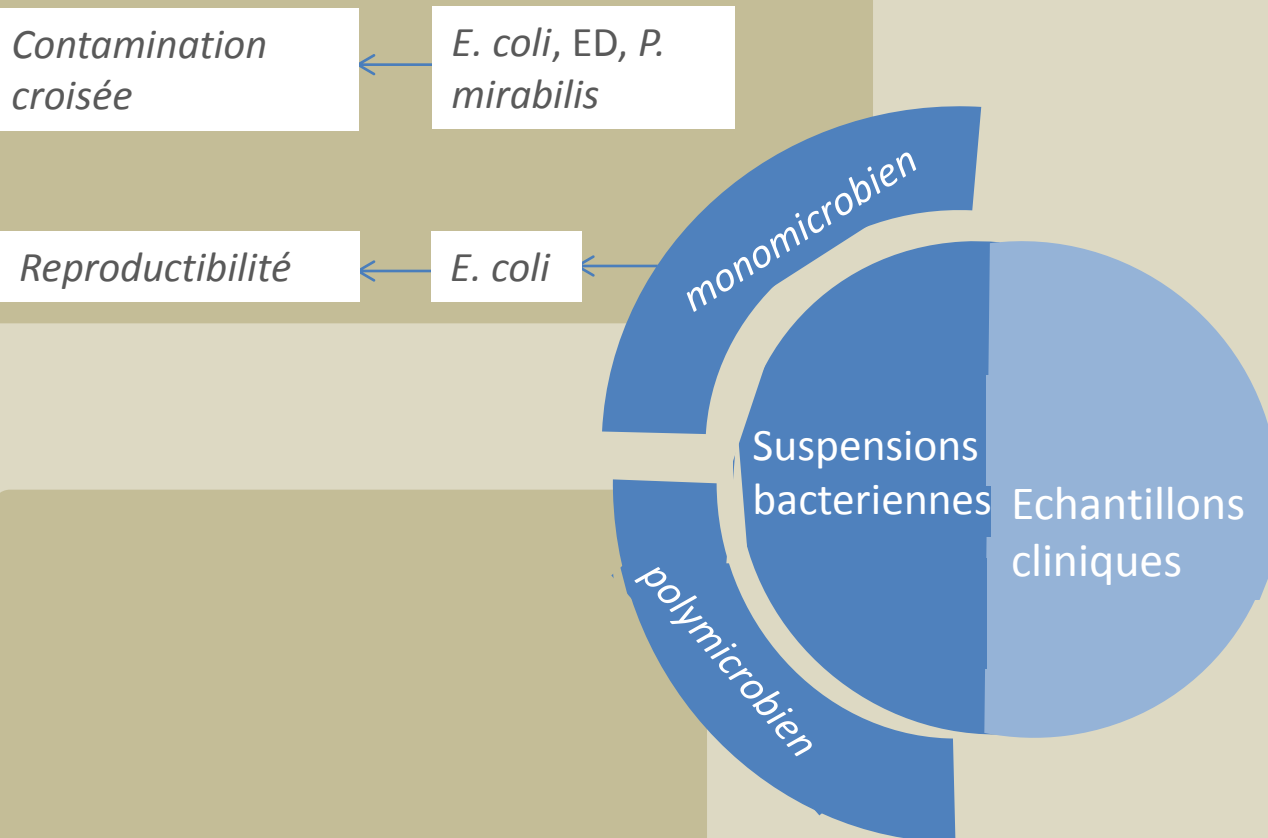 Contamination
croisée
E. coli, ED, P.
mirabilis
monomicrobien
Reproductibilité
E. coli
Suspensions
bacteriennes
Echantillons
cliniques
polymicrobien